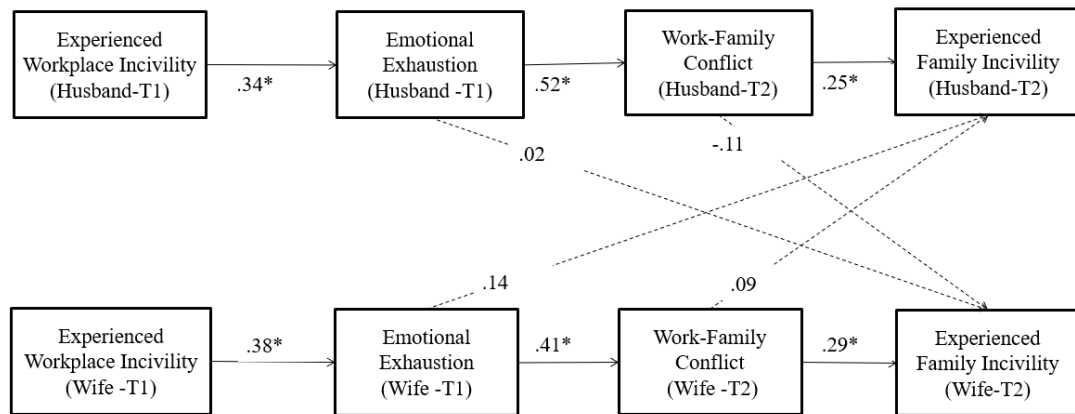 Experienced
Workplace Incivility
(Husband-T1)
.34*
Emotional
Exhaustion
(Husband -T1)
.52*
Work-Family
Conflict
(Husband-T2)
.25*
Experienced
Family Incivility
(Husband-T2)
.02
-.11
.14
.09
Experienced
Workplace Incivility
(Wife -T1)
.38*
Emotional
Exhaustion
(Wife -T1)
.41*
Work-Family
Conflict
(Wife -T2)
.29*
Experienced
Family Incivility
(Wife-T2)